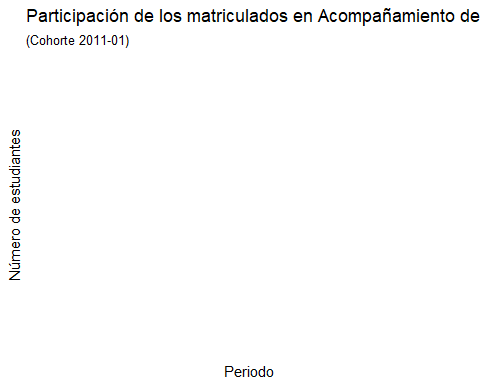 Participación de los matriculados en Acompañamiento de
(Cohorte 2011-01)
Número de estudiantes
Periodo